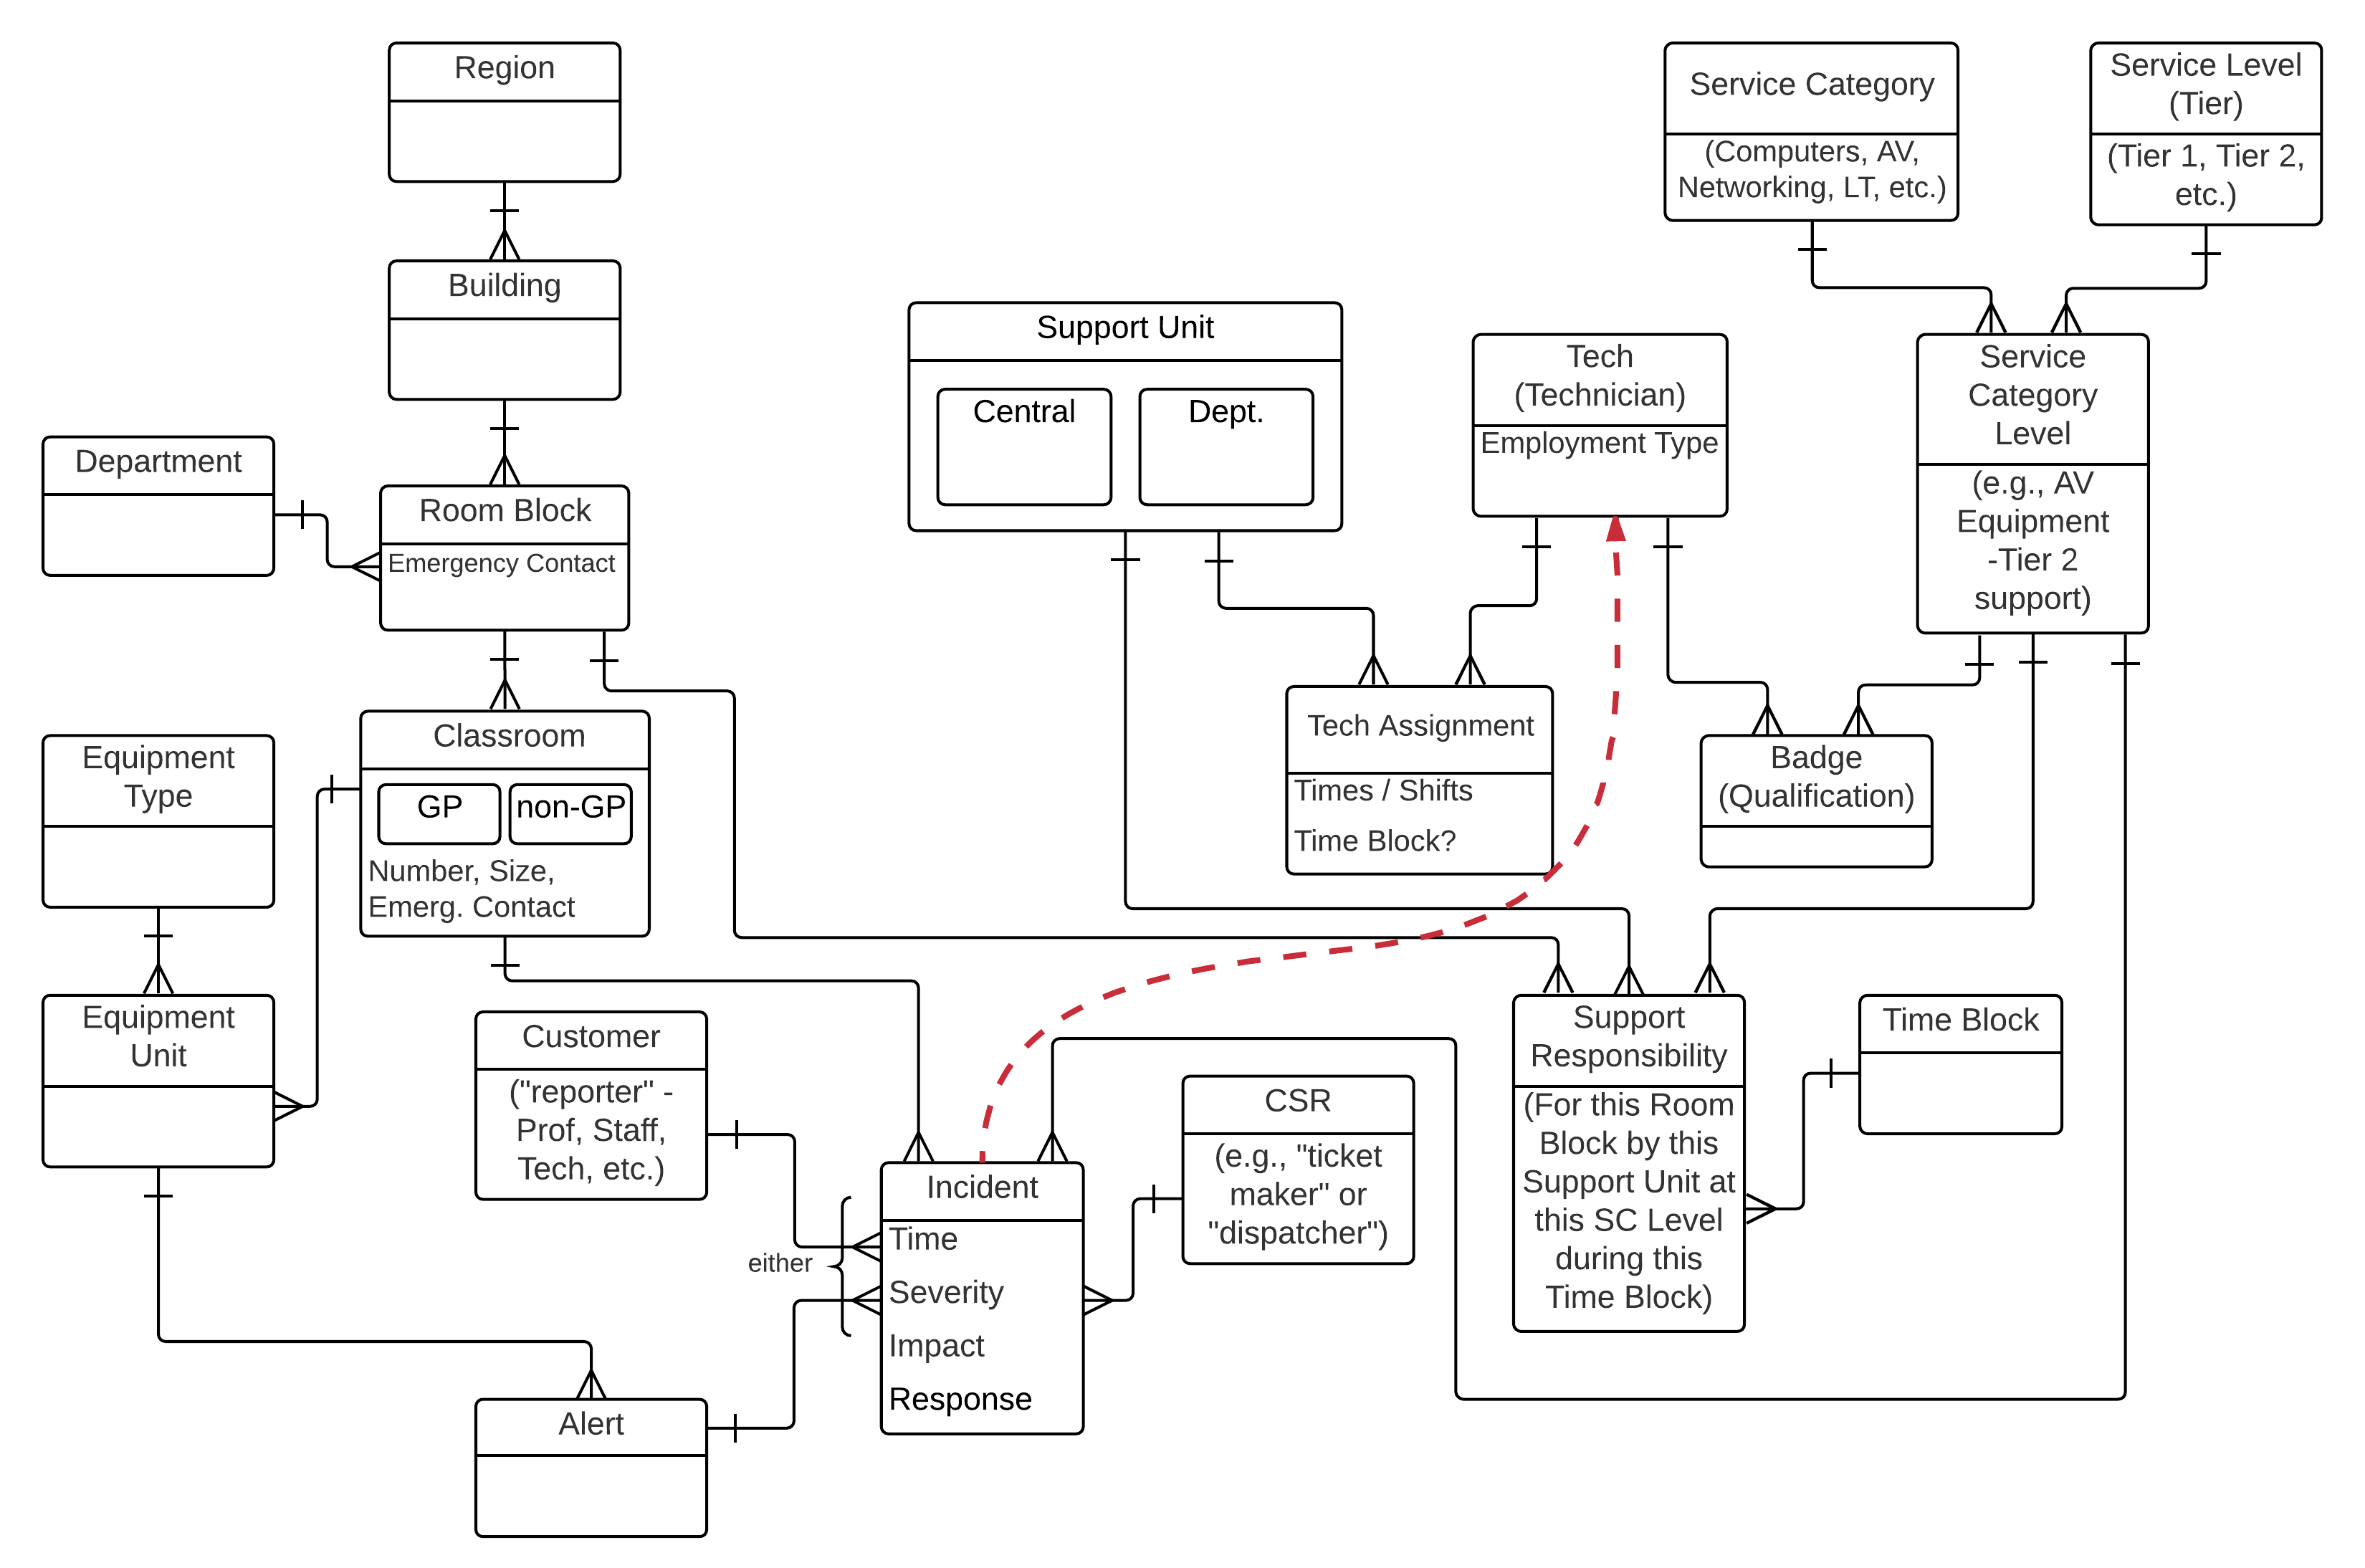 Region
Service Category
(Computers, AV,
Networking, LT, etc.)
Service Level
(Tier)
(Tier 1, Tier 2,
etc.)
Building
Support Unit
Central
Dept.
Tech
(Technician)
Employment Type
Service
Category
Level
(e.g., AV
Equipment
-Tier 2
support)
Department
Room Block
Emergency Contact
Equipment
Type
Classroom
GP
non-GP
Number, Size,
Emerg. Contact
Tech Assignment
Times / Shifts
Time Block?
Badge
(Qualification)
Equipment
Unit
Customer
("reporter" -
Prof, Staff,
Tech, etc.)
CSR
(e.g., "ticket
maker" or
"dispatcher")
Support
Responsibility
(For this Room
Block by this
Support Unit at
this SC Level
during this
Time Block)
Time Block
either
Incident
Time
Severity
Impact
Response
Alert